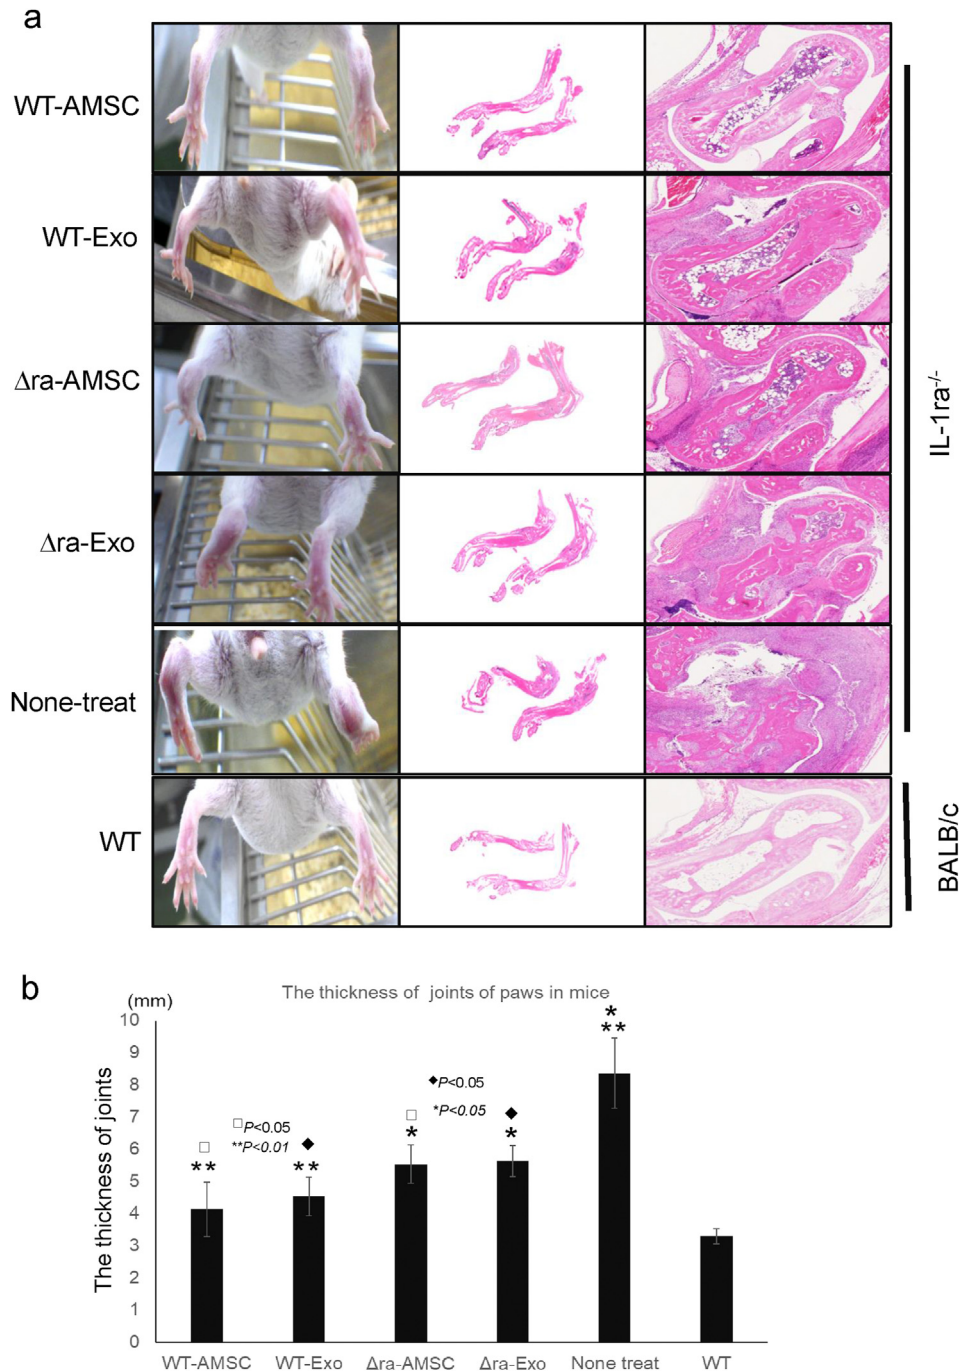 a
WT-AMSC
WT-Exo
Δra-AMSC
Δra-Exo
None-treat
WT
IL-1ra-/-
BALB/c
b
(mm)
The thickness of joints of paws in mice
The thickness of joints
10
9
8
7
6
5
4
3
2
1
0
□
**
□P<0.05
**P<0.01
◆
**
◆P<0.05
*P<0.05
□
*
◆
*
*
**
WT-AMSC WT-Exo Δra-AMSC Δra-Exo None treat WT